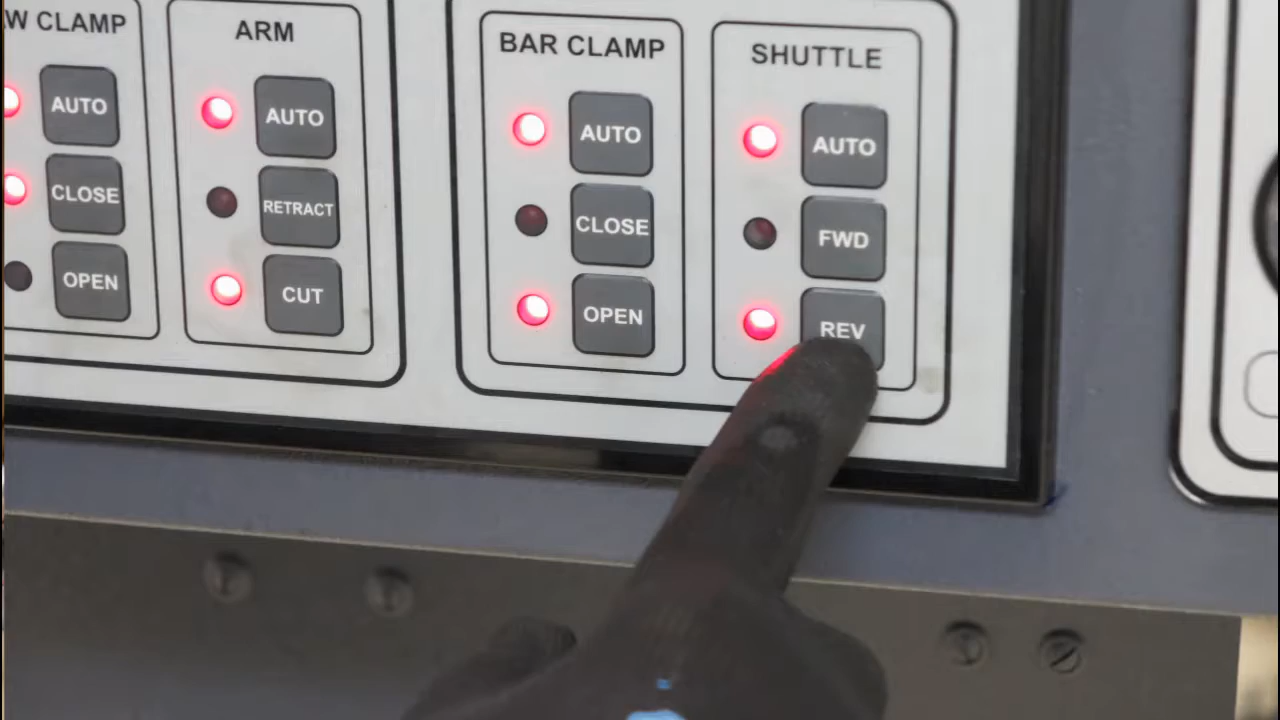 W CLAMP
AUTO
CLOSE
OPEN
ARM
AUTO
RETRACT
CUT
BAR CLAMP
AUTO
CLOSE
OPEN
SHUTTLE
AUTO
FWD
REV